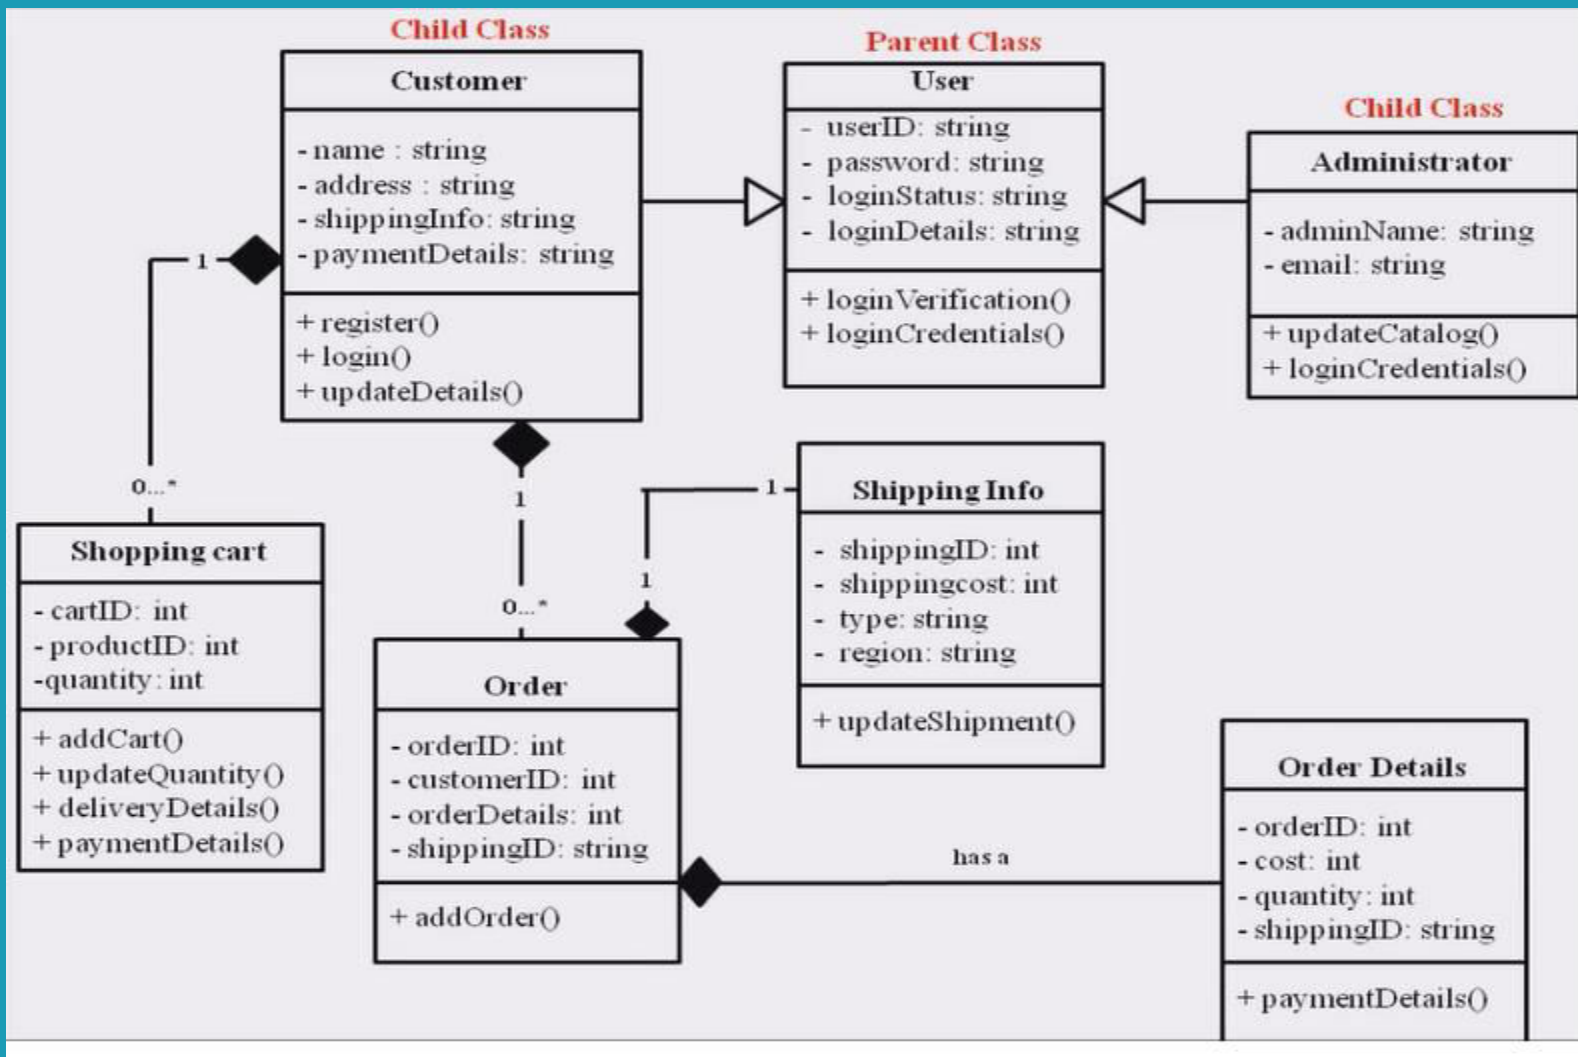 Child Class
Customer
- name : string
- address : string
- shippingInfo: string
- paymentDetails: string
+ register()
+ login()
+ updateDetails()
Parent Class
User
- userID: string
- password: string
- loginStatus: string
- loginDetails: string
+ loginVerification()
+ loginCredentials()
Child Class
Administrator
- adminName: string
- email: string
+ updateCatalog()
+ loginCredentials()
1
0...*
1
0...*
1
1
Shopping cart
- cartID: int
- productID: int
-quantity: int
+ addCart()
+ updateQuantity()
+ deliveryDetails()
+ paymentDetails()
Order
- orderID: int
- customerID: int
- orderDetails: int
- shippingID: string
+ addOrder()
Shipping Info
- shippingID: int
- shippingcost: int
- type: string
- region: string
+ updateShipment()
has a
Order Details
- orderID: int
- cost: int
- quantity: int
- shippingID: string
+ paymentDetails()